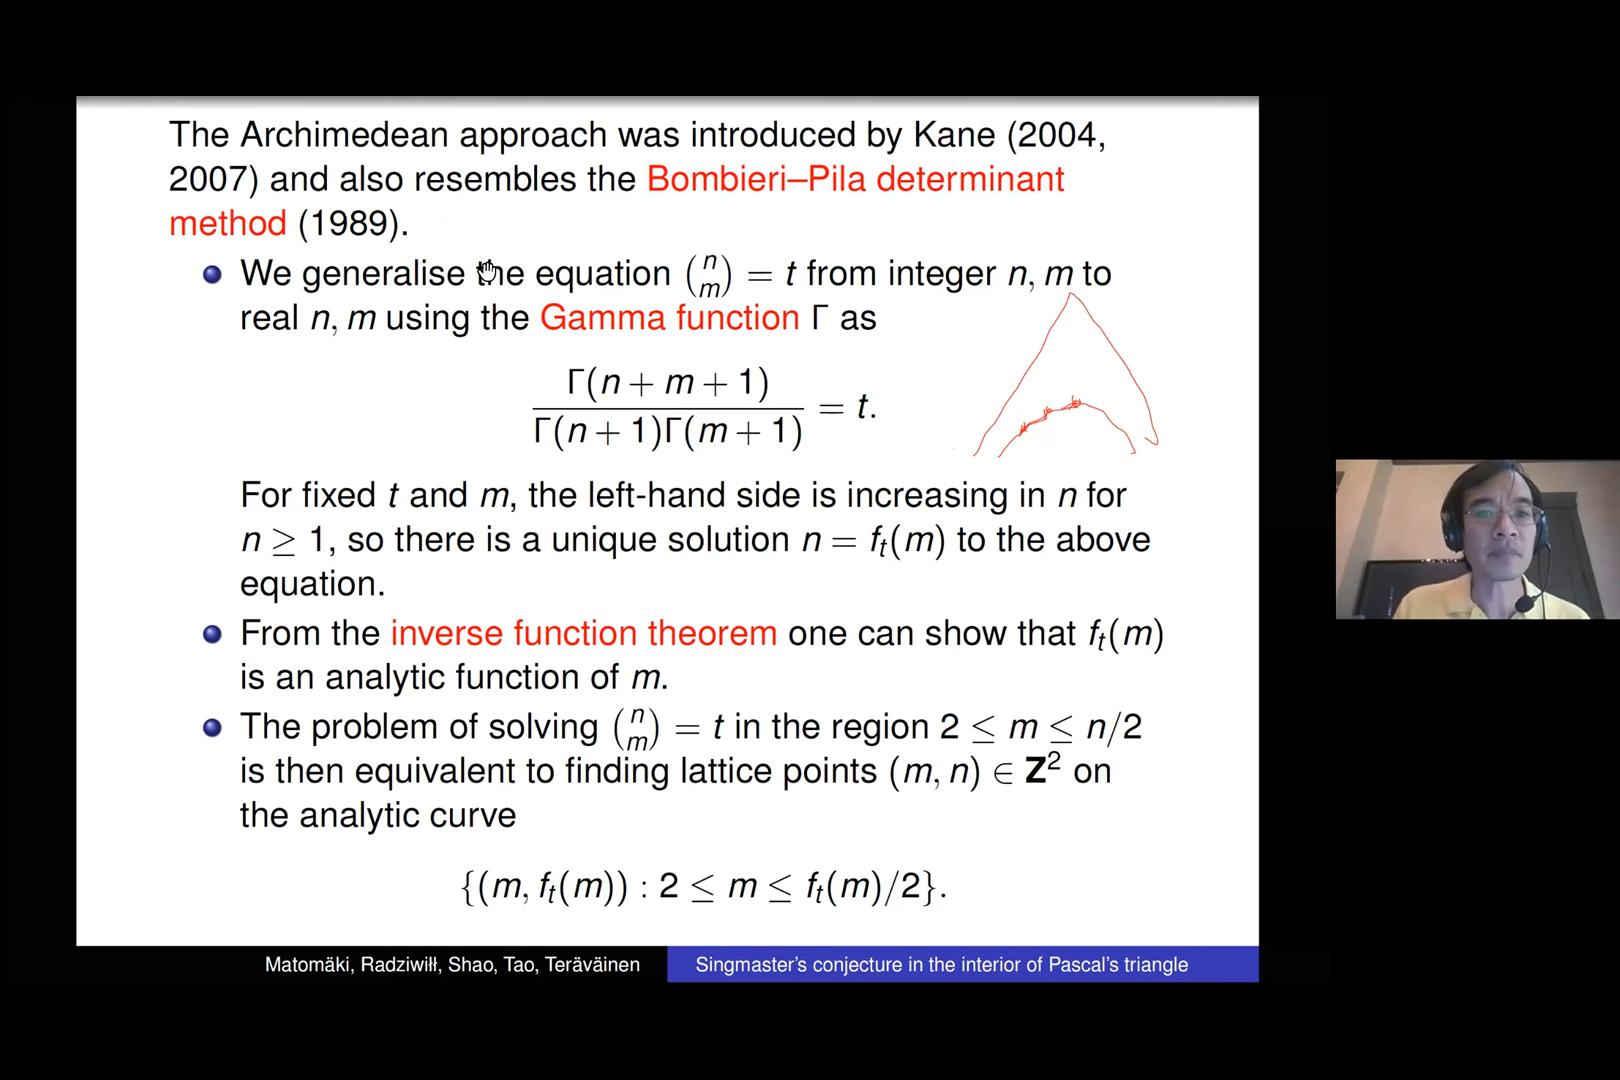 The Archimedean approach was introduced by Kane (2004,
2007) and also resembles the Bombieri–Pila determinant
method (1989).
We generalise the equation (n m) = t from integer n, m to
real n, m using the Gamma function Γ as
Γ(n + m + 1)
Γ(n + 1)Γ(m + 1) = t.
For fixed t and m, the left-hand side is increasing in n for
n ≥ 1, so there is a unique solution n = fₜ(m) to the above
equation.
From the inverse function theorem one can show that fₜ(m)
is an analytic function of m.
The problem of solving (n m) = t in the region 2 ≤ m ≤ n/2
is then equivalent to finding lattice points (m, n) ∈ Z² on
the analytic curve
{(m, fₜ(m)) : 2 ≤ m ≤ fₜ(m)/2}.
Matomäki, Radziwiłł, Shao, Tao, Teräväinen
Singmaster's conjecture in the interior of Pascal's triangle